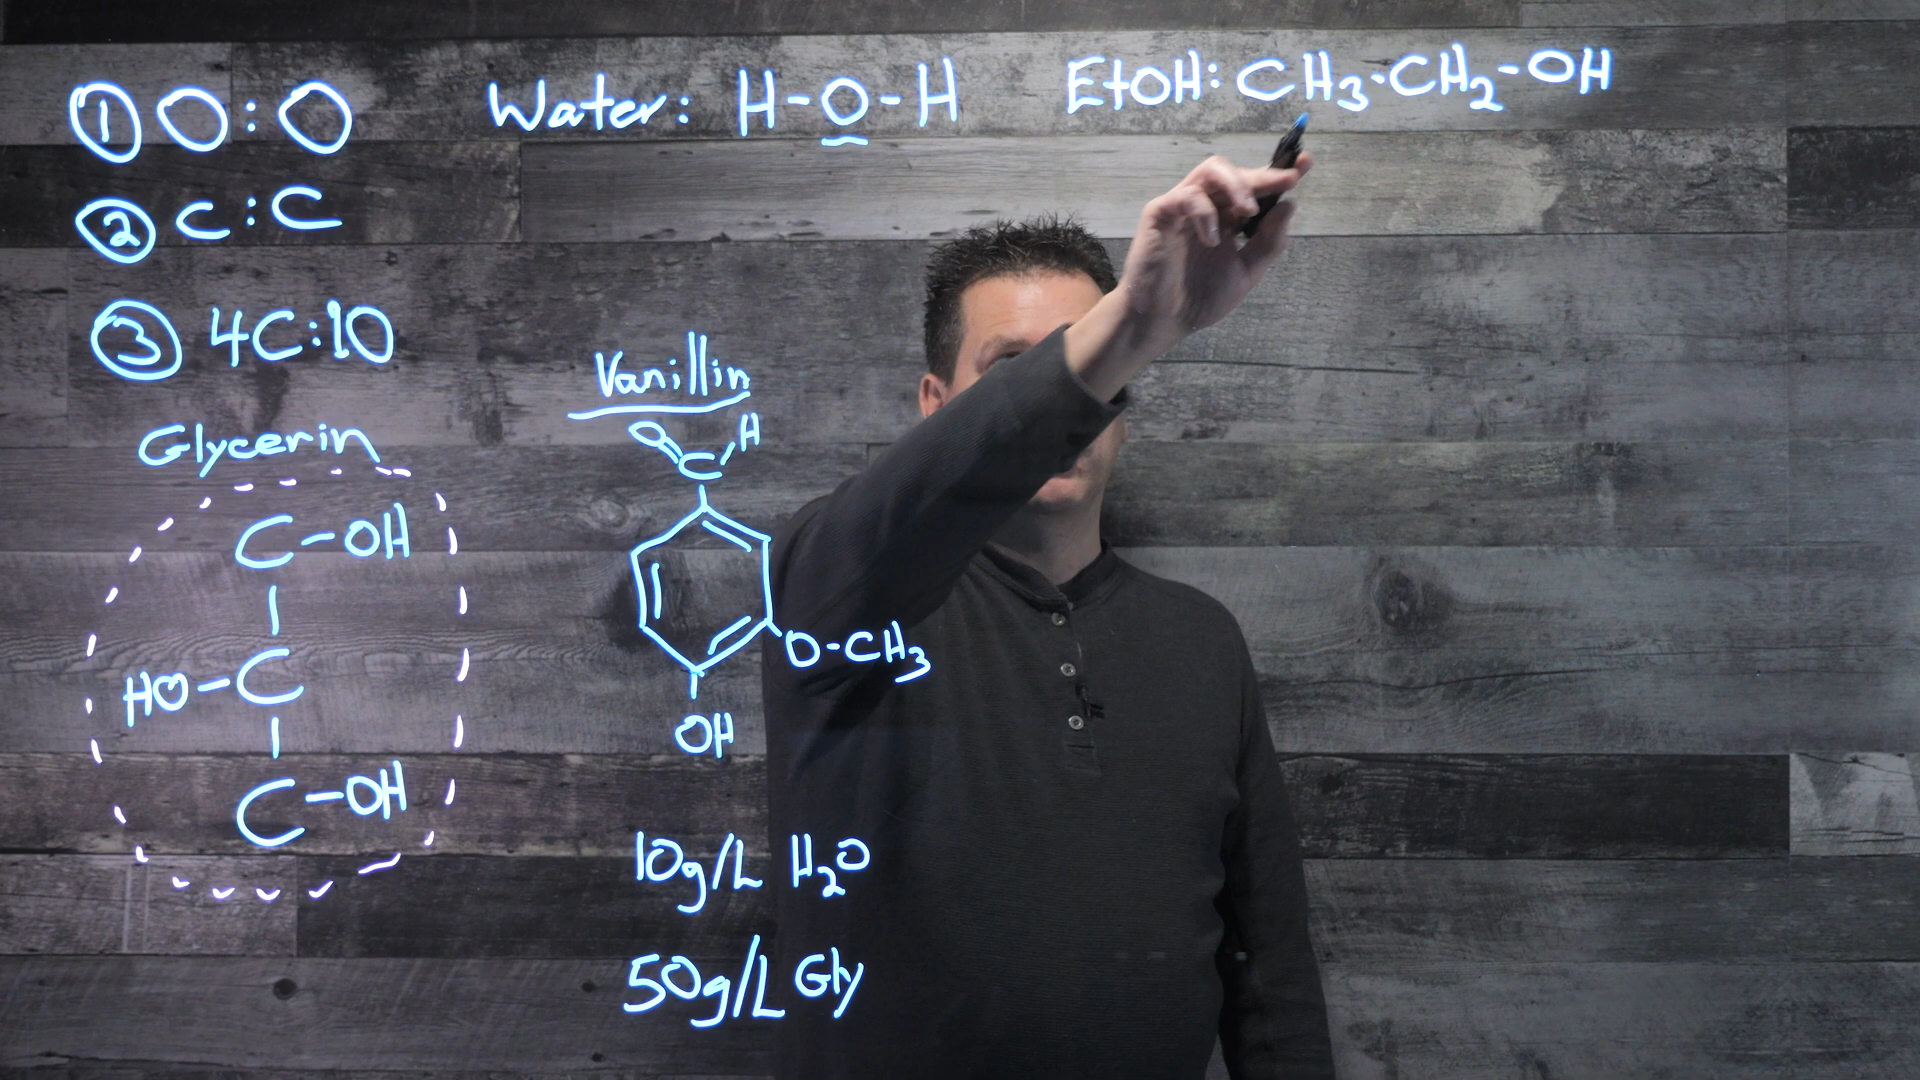 ① O : O
② C : C
③ 4C:1O
Water: H-O-H
EtOH: CH3-CH2-OH
Glycerin
C-OH
HO-C
C-OH
Vanillin
O H
C
O-CH3
OH
10g/L H2O
50g/L Gly